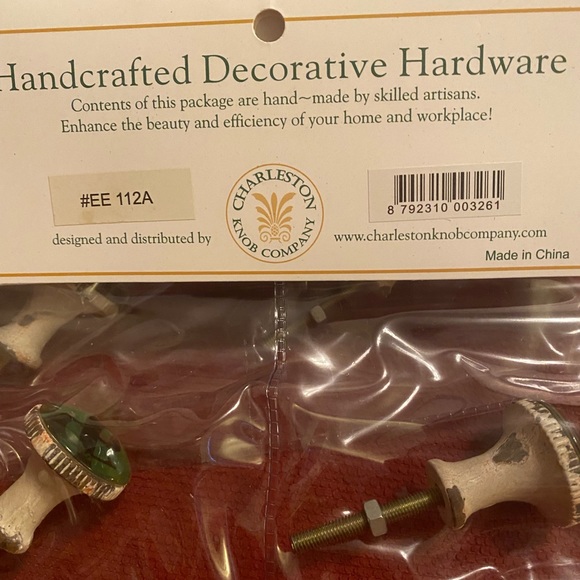 Handcrafted Decorative Hardware
Contents of this package are hand~made by skilled artisans.
Enhance the beauty and efficiency of your home and workplace!
#EE 112A
CHARLESTON
KNOB COMPANY
8 792310 003261
designed and distributed by
www.charlestonknobcompany.com
Made in China